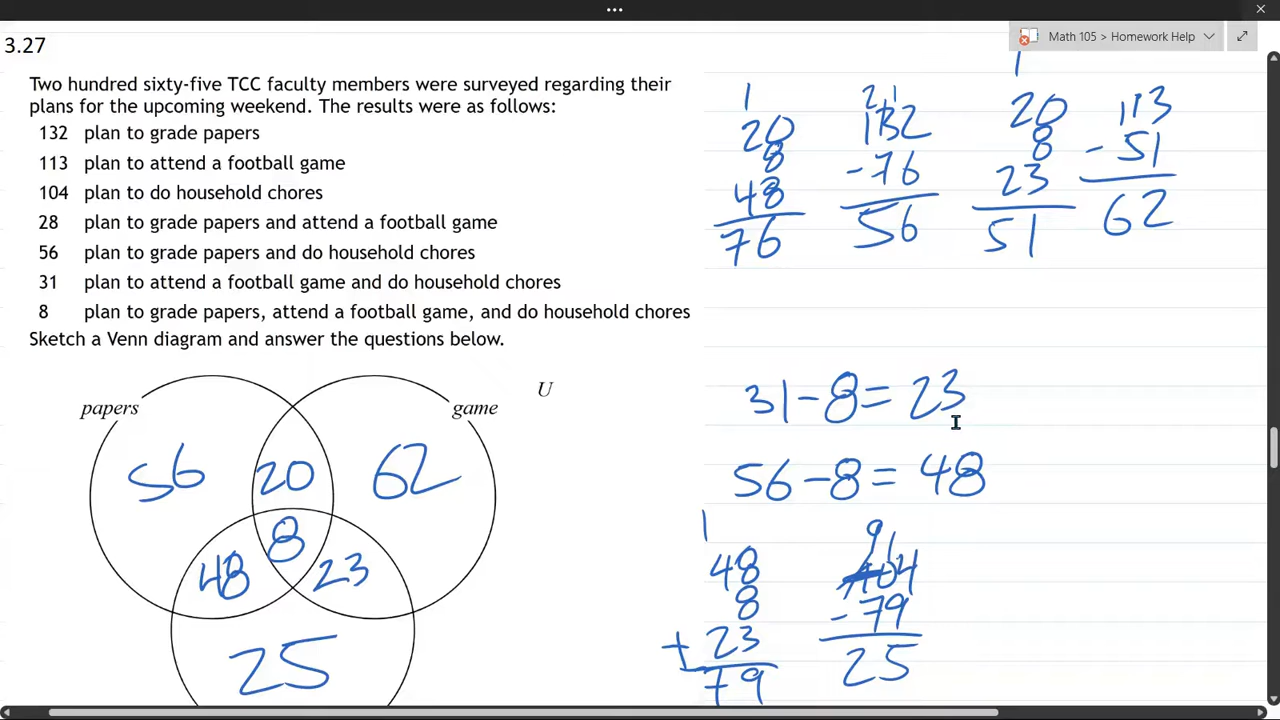 3.27
Math 105 > Homework Help
Two hundred sixty-five TCC faculty members were surveyed regarding their
plans for the upcoming weekend. The results were as follows:
132 plan to grade papers
113 plan to attend a football game
104 plan to do household chores
28 plan to grade papers and attend a football game
56 plan to grade papers and do household chores
31 plan to attend a football game and do household chores
8 plan to grade papers, attend a football game, and do household chores
Sketch a Venn diagram and answer the questions below.
U
papers
game
56
20
62
8
48
23
25
1
20
8
48
76
2 1
132
-76
56
1
20
8
23
51
113
- 51
62
31-8=23
56-8=48
1
48
8
+ 23
79
9 1
104
-79
25